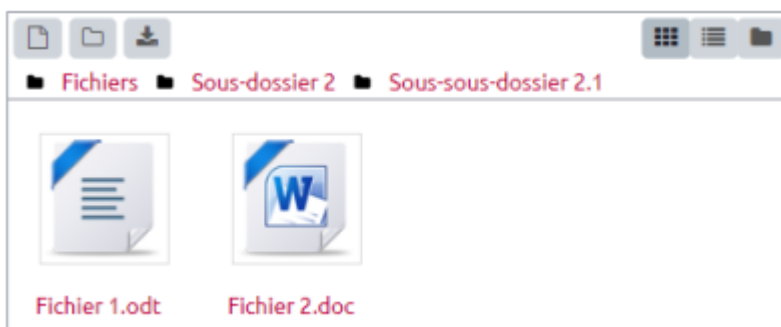 Fichiers Sous-dossier 2 Sous-sous-dossier 2.1
W
Fichier 1.odt Fichier 2.doc